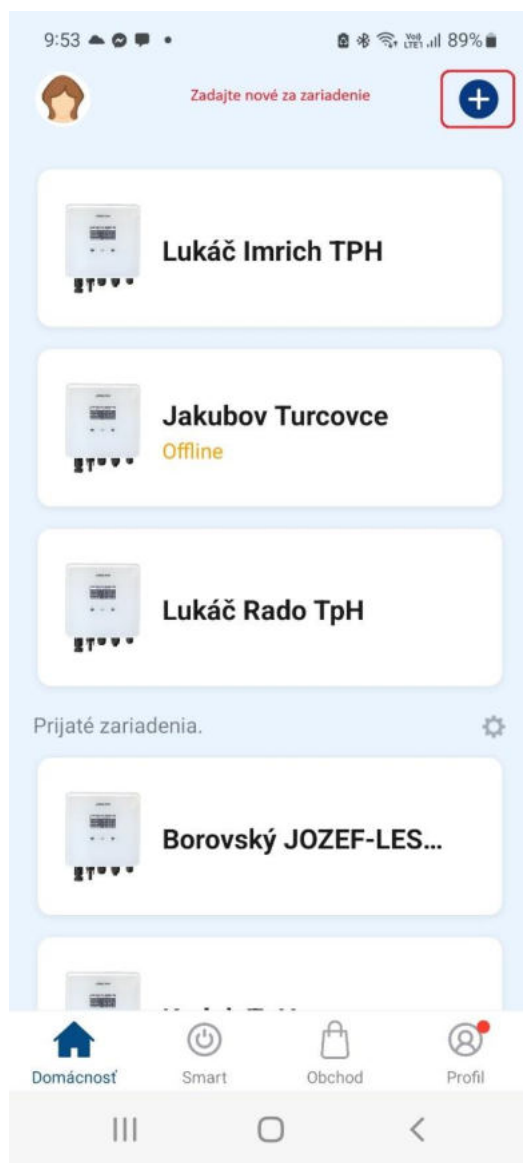 9:53
89%
Zadajte nové za zariadenie
Lukáč Imrich TPH
Jakubov Turcovce
Offline
Lukáč Rado TpH
Prijaté zariadenia.
Borovský JOZEF-LES...
Domácnosť
Smart
Obchod
Profil